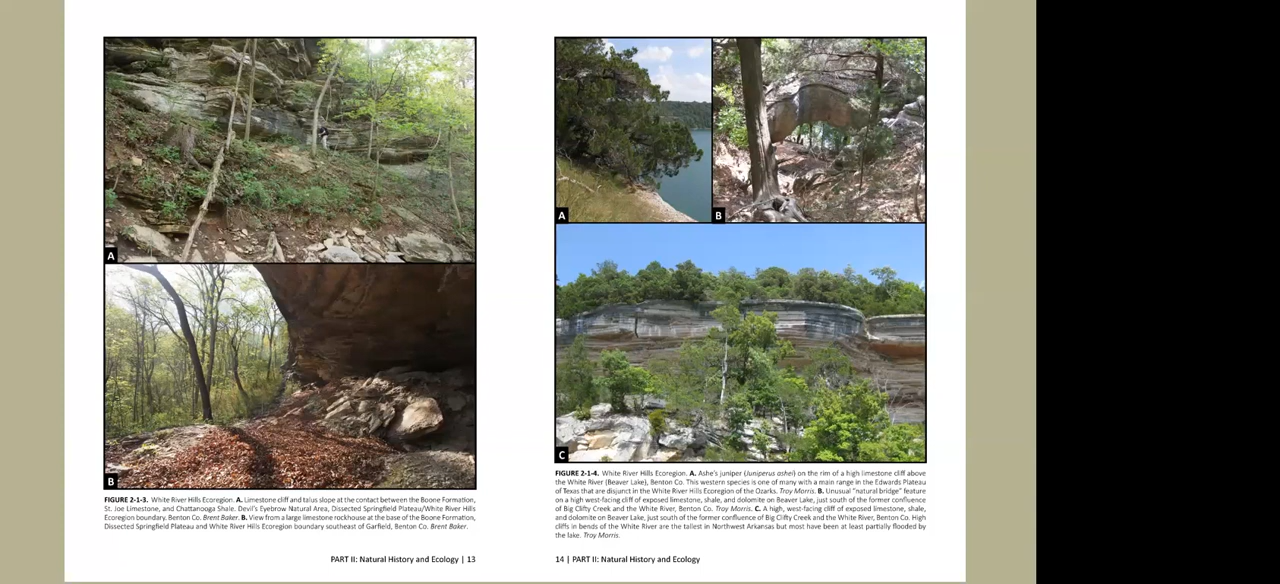 A
B
FIGURE 2-1-3. White River Hills Ecoregion. A. Limestone cliff and talus slope at the contact between the Boone Formation,
St. Joe Limestone, and Chattanooga Shale. Devil's Eyebrow Natural Area, Dissected Springfield Plateau/White River Hills
Ecoregion boundary. Benton Co. Brent Baker. B. View from a large limestone rockhouse at the base of the Boone Formation,
Dissected Springfield Plateau and White River Hills Ecoregion boundary southeast of Garfield, Benton Co. Brent Baker.
PART II: Natural History and Ecology | 13
A
B
C
FIGURE 2-1-4. White River Hills Ecoregion. A. Ashe's juniper (Juniperus ashei) on the rim of a high limestone cliff above
the White River (Beaver Lake), Benton Co. This western species is one of many with a main range in the Edwards Plateau
of Texas that are disjunct in the White River Hills Ecoregion of the Ozarks. Troy Morris. B. Unusual "natural bridge" feature
on a high west-facing cliff of exposed limestone, shale, and dolomite on Beaver Lake, just south of the former confluence
of Big Clifty Creek and the White River, Benton Co. Troy Morris. C. A high, west-facing cliff of exposed limestone, shale,
and dolomite on Beaver Lake, just south of the former confluence of Big Clifty Creek and the White River, Benton Co. High
cliffs in bends of the White River are the tallest in Northwest Arkansas but most have been at least partially flooded by
the lake. Troy Morris.
14 | PART II: Natural History and Ecology